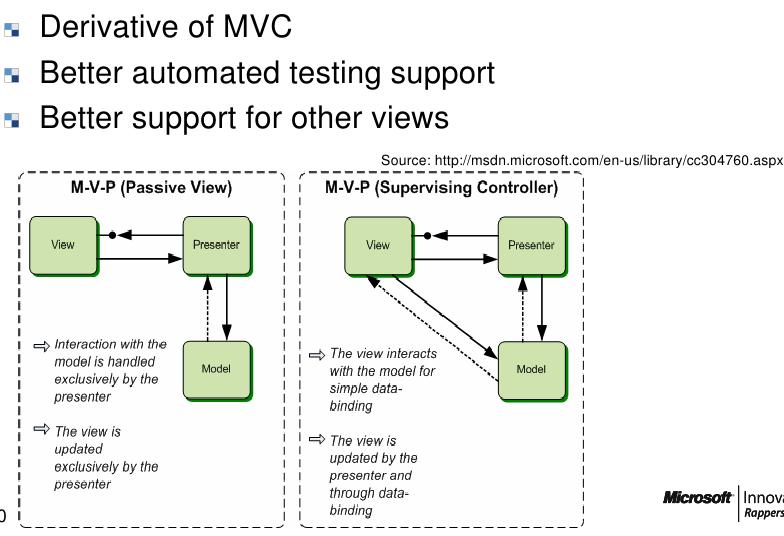 Derivative of MVC
Better automated testing support
Better support for other views
Source: http://msdn.microsoft.com/en-us/library/cc304760.aspx
M-V-P (Passive View)
View
Presenter
Model
Interaction with the
model is handled
exclusively by the
presenter
The view is
updated
exclusively by the
presenter
M-V-P (Supervising Controller)
View
Presenter
Model
The view interacts
with the model for
simple data-
binding
The view is
updated by the
presenter and
through data-
binding
0
Microsoft
Innova
Rappers